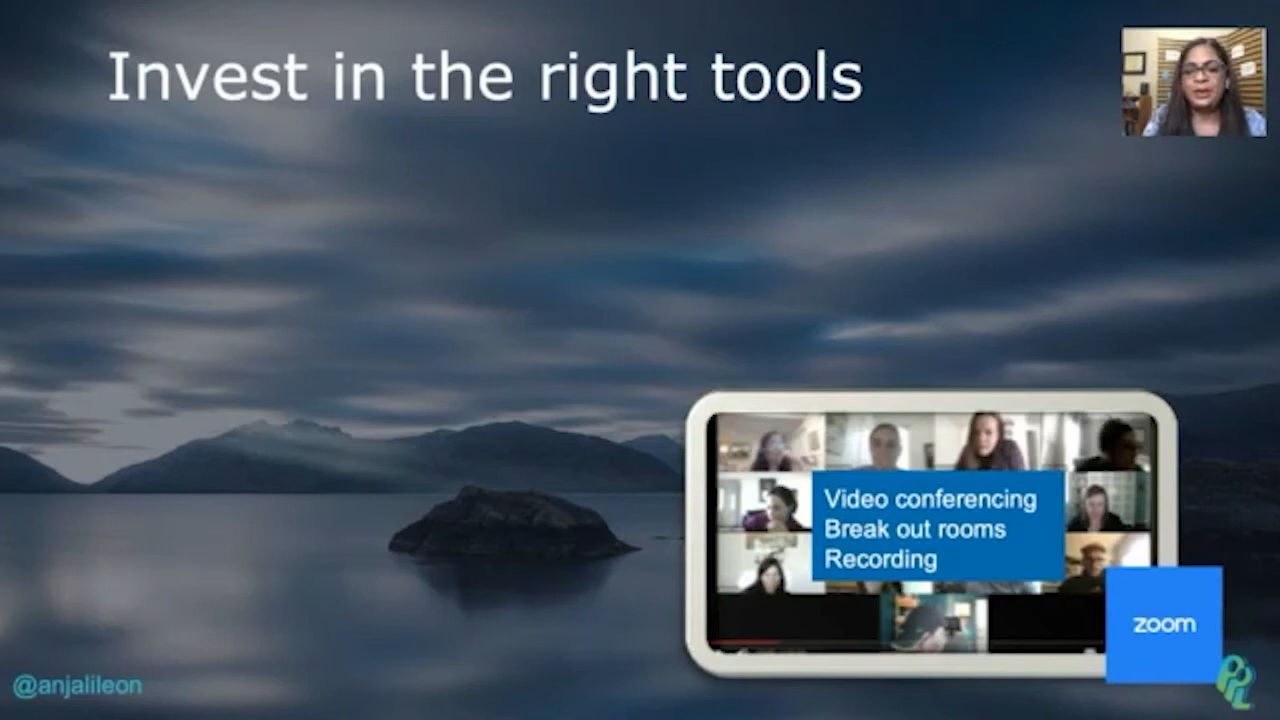 Invest in the right tools
Video conferencing
Break out rooms
Recording
zoom
@anjalileon